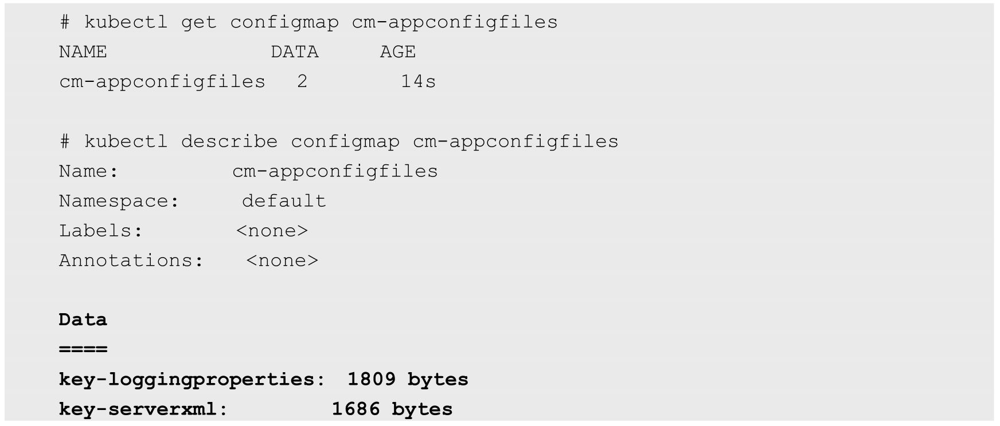 # kubectl get configmap cm-appconfigfiles
NAME DATA AGE
cm-appconfigfiles 2 14s
# kubectl describe configmap cm-appconfigfiles
Name: cm-appconfigfiles
Namespace: default
Labels: <none>
Annotations: <none>
Data
====
key-loggingproperties: 1809 bytes
key-serverxml: 1686 bytes